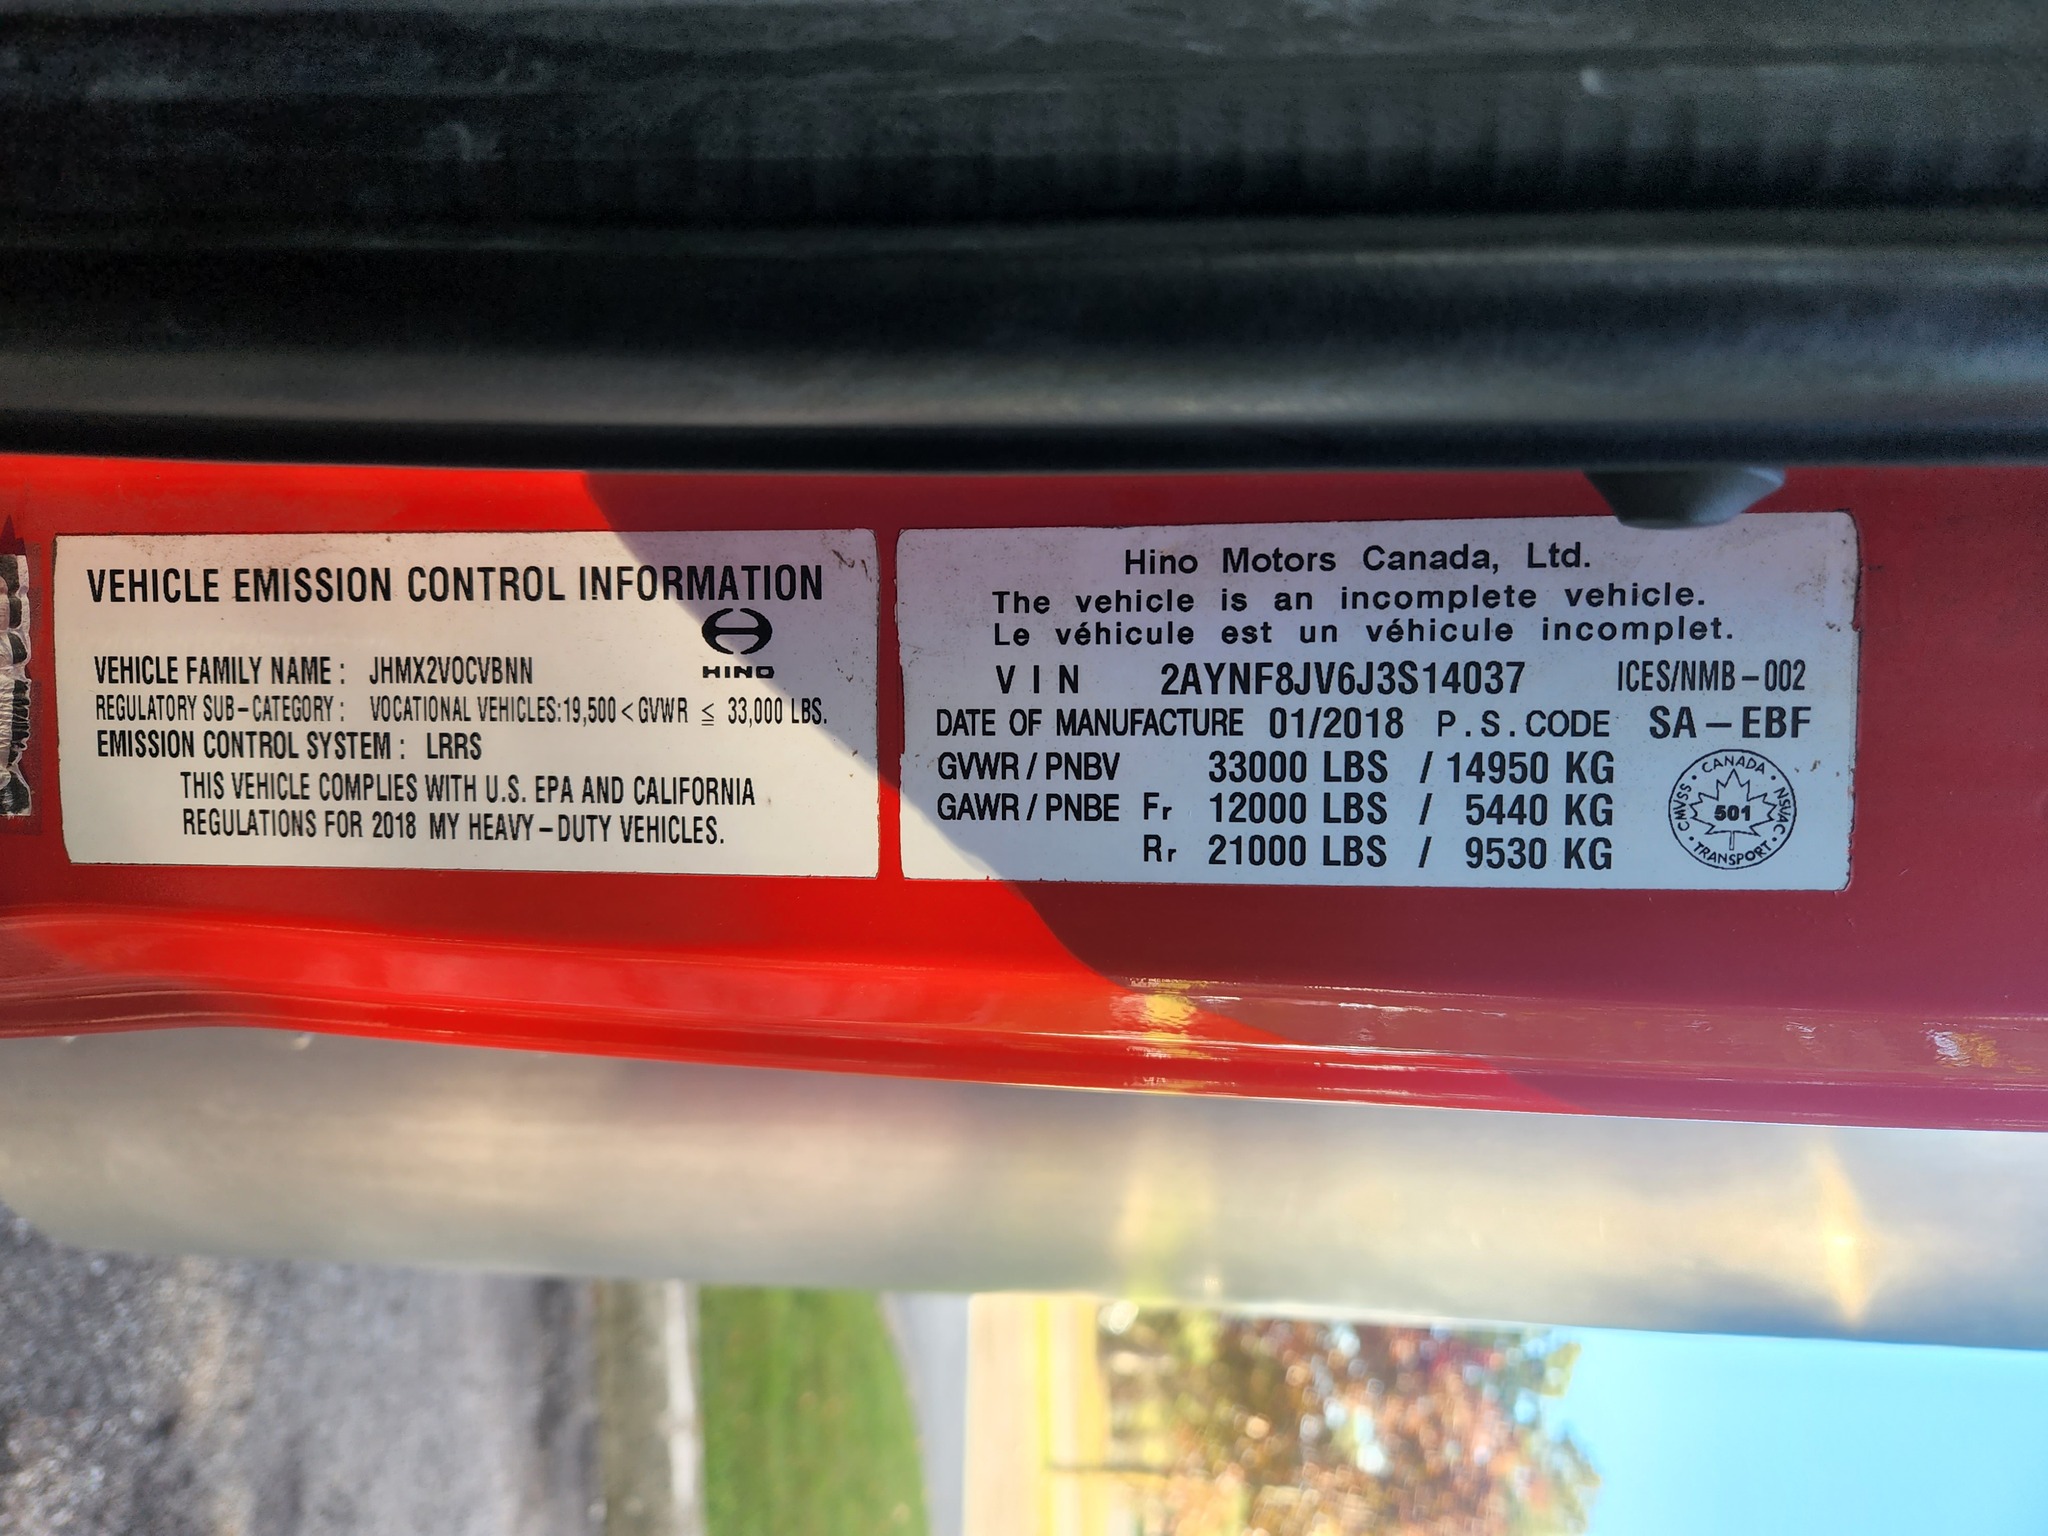 VEHICLE EMISSION CONTROL INFORMATION
HINO
VEHICLE FAMILY NAME : JHMX2VOCVBNN
REGULATORY SUB-CATEGORY : VOCATIONAL VEHICLES:19,500 < GVWR ≦ 33,000 LBS.
EMISSION CONTROL SYSTEM : LRRS
THIS VEHICLE COMPLIES WITH U.S. EPA AND CALIFORNIA
REGULATIONS FOR 2018 MY HEAVY-DUTY VEHICLES.
Hino Motors Canada, Ltd.
The vehicle is an incomplete vehicle.
Le véhicule est un véhicule incomplet.
VIN 2AYNF8JV6J3S14037 ICES/NMB-002
DATE OF MANUFACTURE 01/2018 P.S.CODE SA-EBF
GVWR / PNBV 33000 LBS / 14950 KG
GAWR / PNBE Fr 12000 LBS / 5440 KG
Rr 21000 LBS / 9530 KG
CANADA
CMVSS 501 NSVAC
TRANSPORT